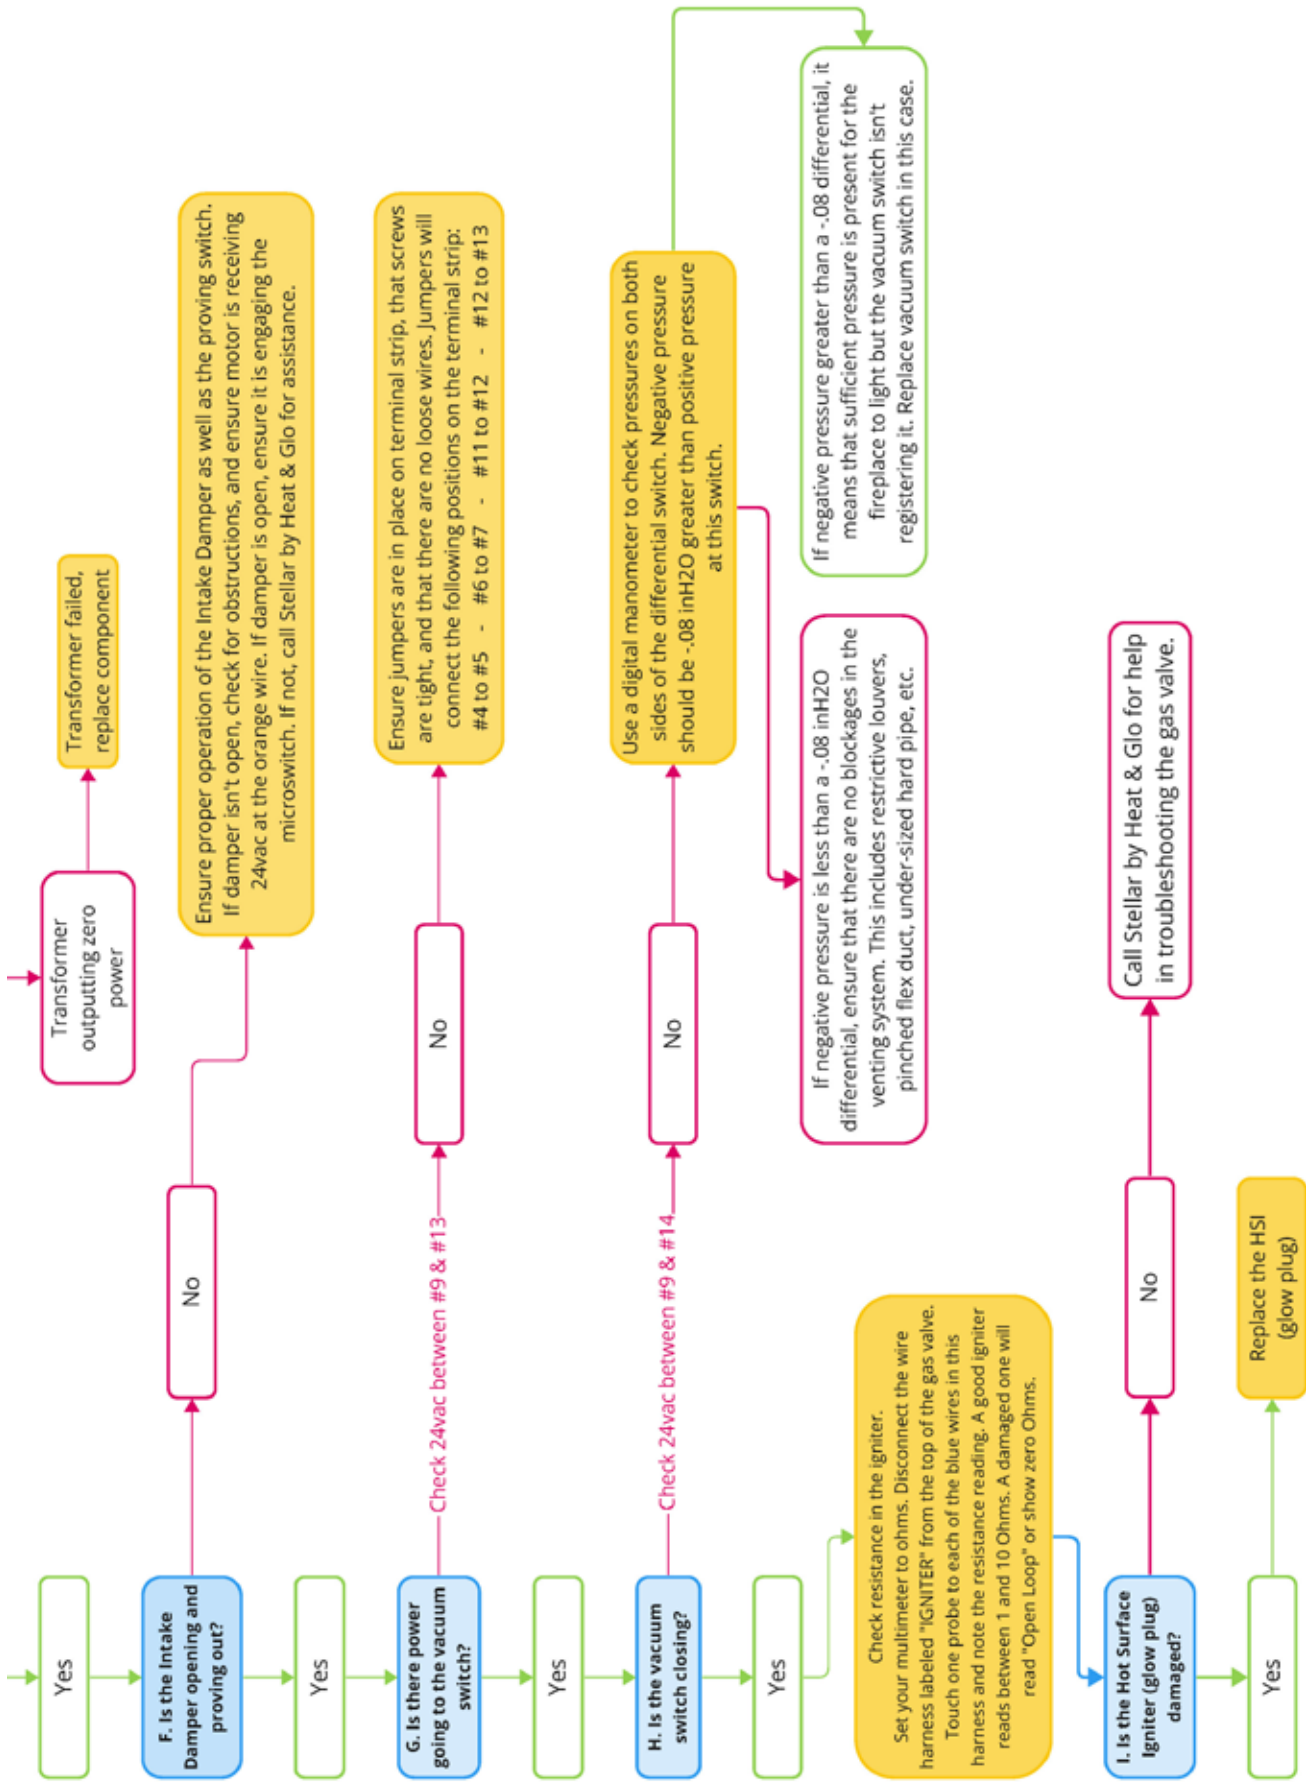 Transformer
outputting zero
power
Transformer failed,
replace component
Yes
F. Is the Intake
Damper opening and
proving out?
No
Ensure proper operation of the Intake Damper as well as the proving switch.
If damper isn't open, check for obstructions, and ensure motor is receiving
24vac at the orange wire. If damper is open, ensure it is engaging the
microswitch. If not, call Stellar by Heat & Glo for assistance.
Yes
G. Is there power
going to the vacuum
switch?
Check 24vac between #9 & #13
No
Ensure jumpers are in place on terminal strip, that screws
are tight, and that there are no loose wires. Jumpers will
connect the following positions on the terminal strip:
#4 to #5 - #6 to #7 - #11 to #12 - #12 to #13
Yes
H. Is the vacuum
switch closing?
Check 24vac between #9 & #14
No
Use a digital manometer to check pressures on both
sides of the differential switch. Negative pressure
should be -.08 inH2O greater than positive pressure
at this switch.
If negative pressure is less than a -.08 inH2O
differential, ensure that there are no blockages in the
venting system. This includes restrictive louvers,
pinched flex duct, under-sized hard pipe, etc.
If negative pressure greater than a -.08 differential, it
means that sufficient pressure is present for the
fireplace to light but the vacuum switch isn't
registering it. Replace vacuum switch in this case.
Yes
Check resistance in the igniter.
Set your multimeter to ohms. Disconnect the wire
harness labeled "IGNITER" from the top of the gas valve.
Touch one probe to each of the blue wires in this
harness and note the resistance reading. A good igniter
reads between 1 and 10 Ohms. A damaged one will
read "Open Loop" or show zero Ohms.
I. Is the Hot Surface
Igniter (glow plug)
damaged?
No
Call Stellar by Heat & Glo for help
in troubleshooting the gas valve.
Yes
Replace the HSI
(glow plug)